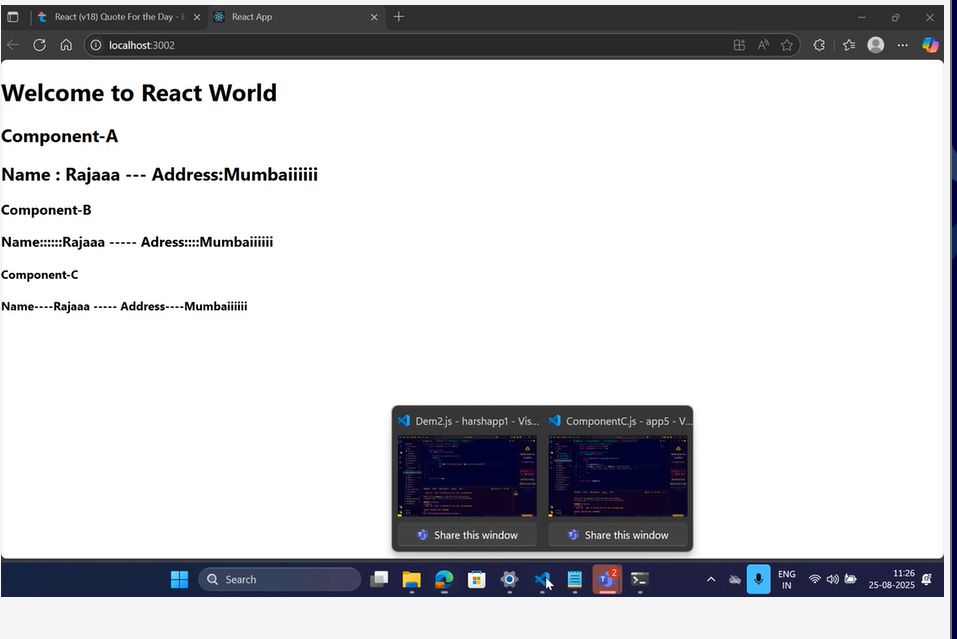 React (v18) Quote For the Day - E
React App
localhost:3002
Welcome to React World
Component-A
Name : Rajaaa --- Address:Mumbaiiiiii
Component-B
Name::::::Rajaaa ----- Adress::::Mumbaiiiiii
Component-C
Name----Rajaaa ----- Address----Mumbaiiiiii
Dem2.js - harshapp1 - Vis...
ComponentC.js - app5 - V...
Share this window
Share this window
Search
2
ENG
IN
11:26
25-08-2025